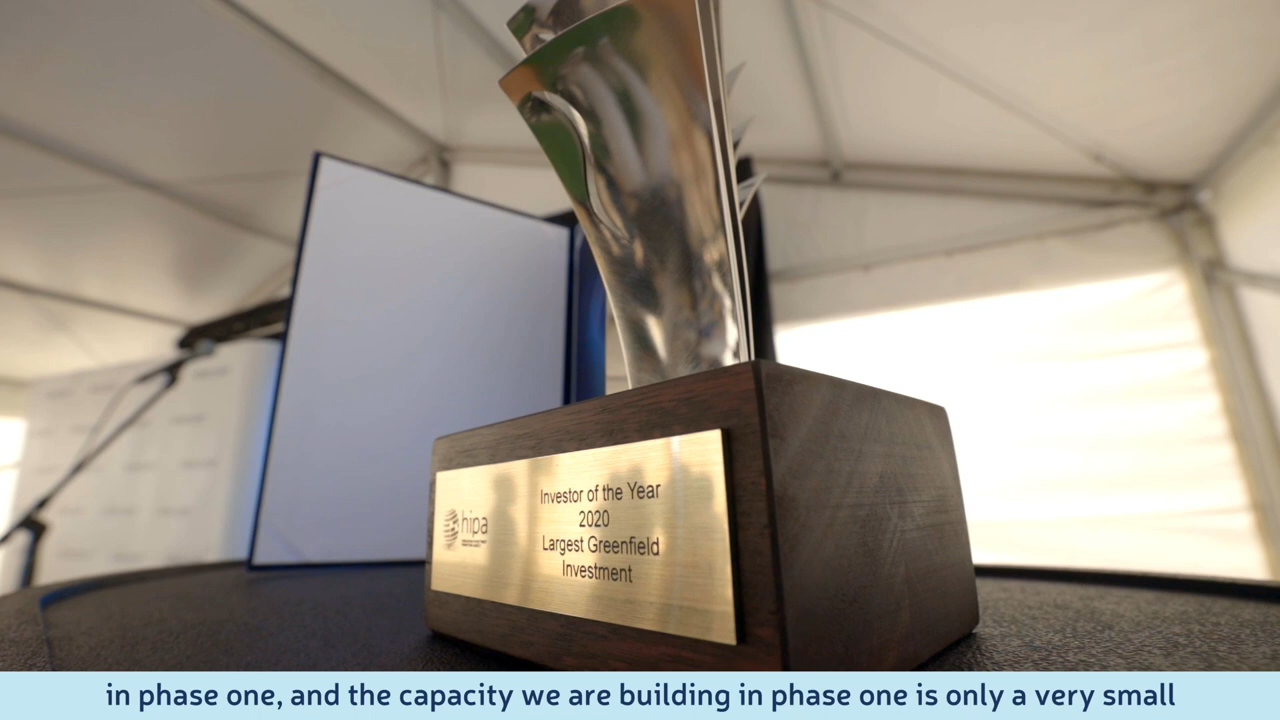 hipa
Investor of the Year
2020
Largest Greenfield
Investment
in phase one, and the capacity we are building in phase one is only a very small